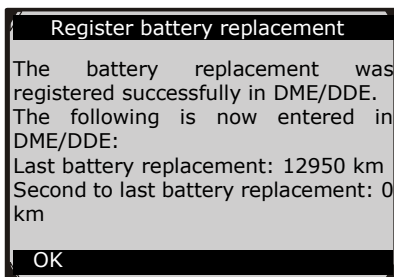 Register battery replacement
The battery replacement was
registered successfully in DME/DDE.
The following is now entered in
DME/DDE:
Last battery replacement: 12950 km
Second to last battery replacement: 0
km
OK